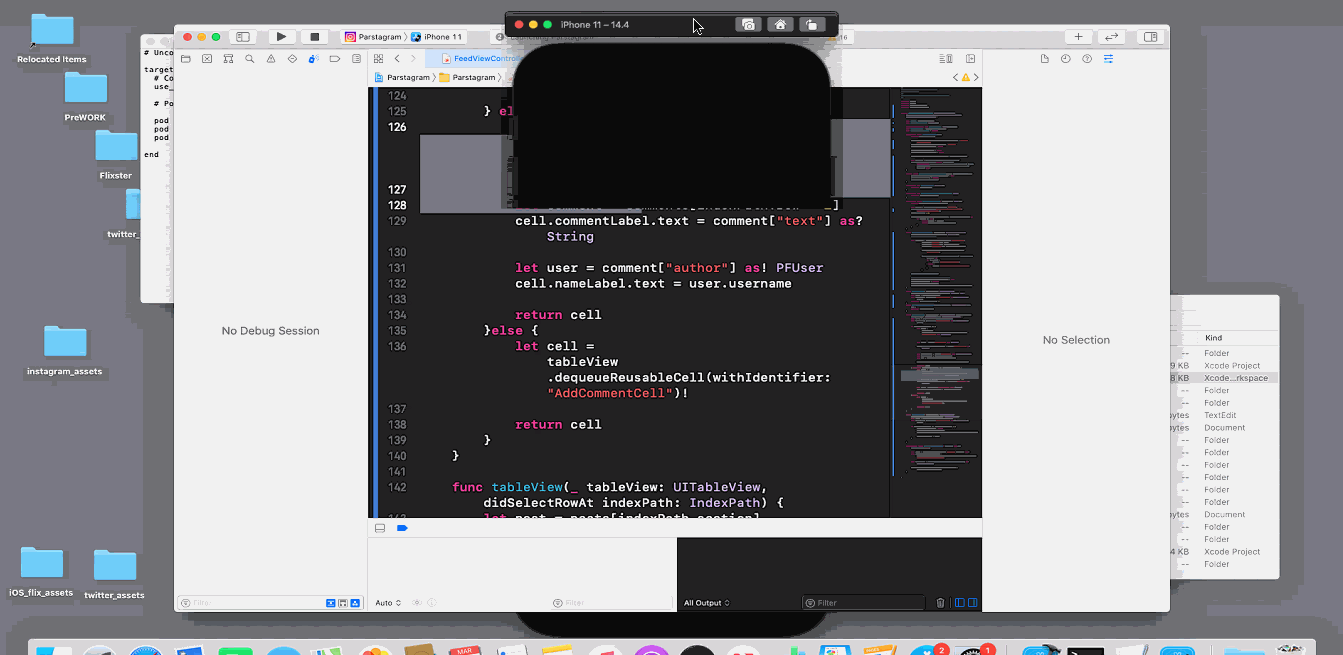 iPhone 11 – 14.4
Relocated Items
PreWORK
Flixster
twitter_
instagram_assets
iOS_flix_assets
twitter_assets
# Unco
target
# Co
use_
# Po
pod
pod
pod
end
Parstagram
iPhone 11
FeedViewContro
Parstagram
Parstagram
124
125 } el
126
127
128
129 cell.commentLabel.text = comment["text"] as?
String
130
131 let user = comment["author"] as! PFUser
132 cell.nameLabel.text = user.username
133
134 return cell
135 }else {
136 let cell =
tableView
.dequeueReusableCell(withIdentifier:
"AddCommentCell")!
137
138 return cell
139 }
140 }
141
142 func tableView(_ tableView: UITableView,
didSelectRowAt indexPath: IndexPath) {
No Debug Session
No Selection
Filter
Auto
Filter
All Output
Filter
Kind
-- Folder
9 KB Xcode Project
8 KB Xcode...rkspace
-- Folder
-- Folder
ytes TextEdit
bytes Document
-- Folder
-- Folder
-- Folder
-- Folder
-- Folder
-- Folder
ytes Document
-- Folder
-- Folder
4 KB Xcode Project
-- Folder
MAR
2
1